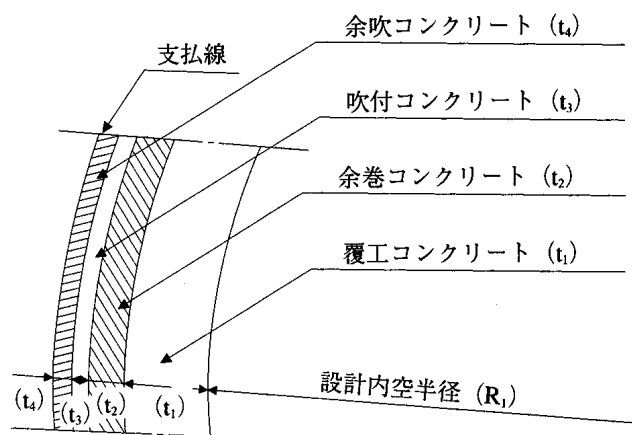 余吹コンクリート (t₄)
支払線
吹付コンクリート (t₃)
余巻コンクリート (t₂)
覆工コンクリート (t₁)
設計内空半径 (R₁)
(t₄)
(t₃)
(t₂)
(t₁)